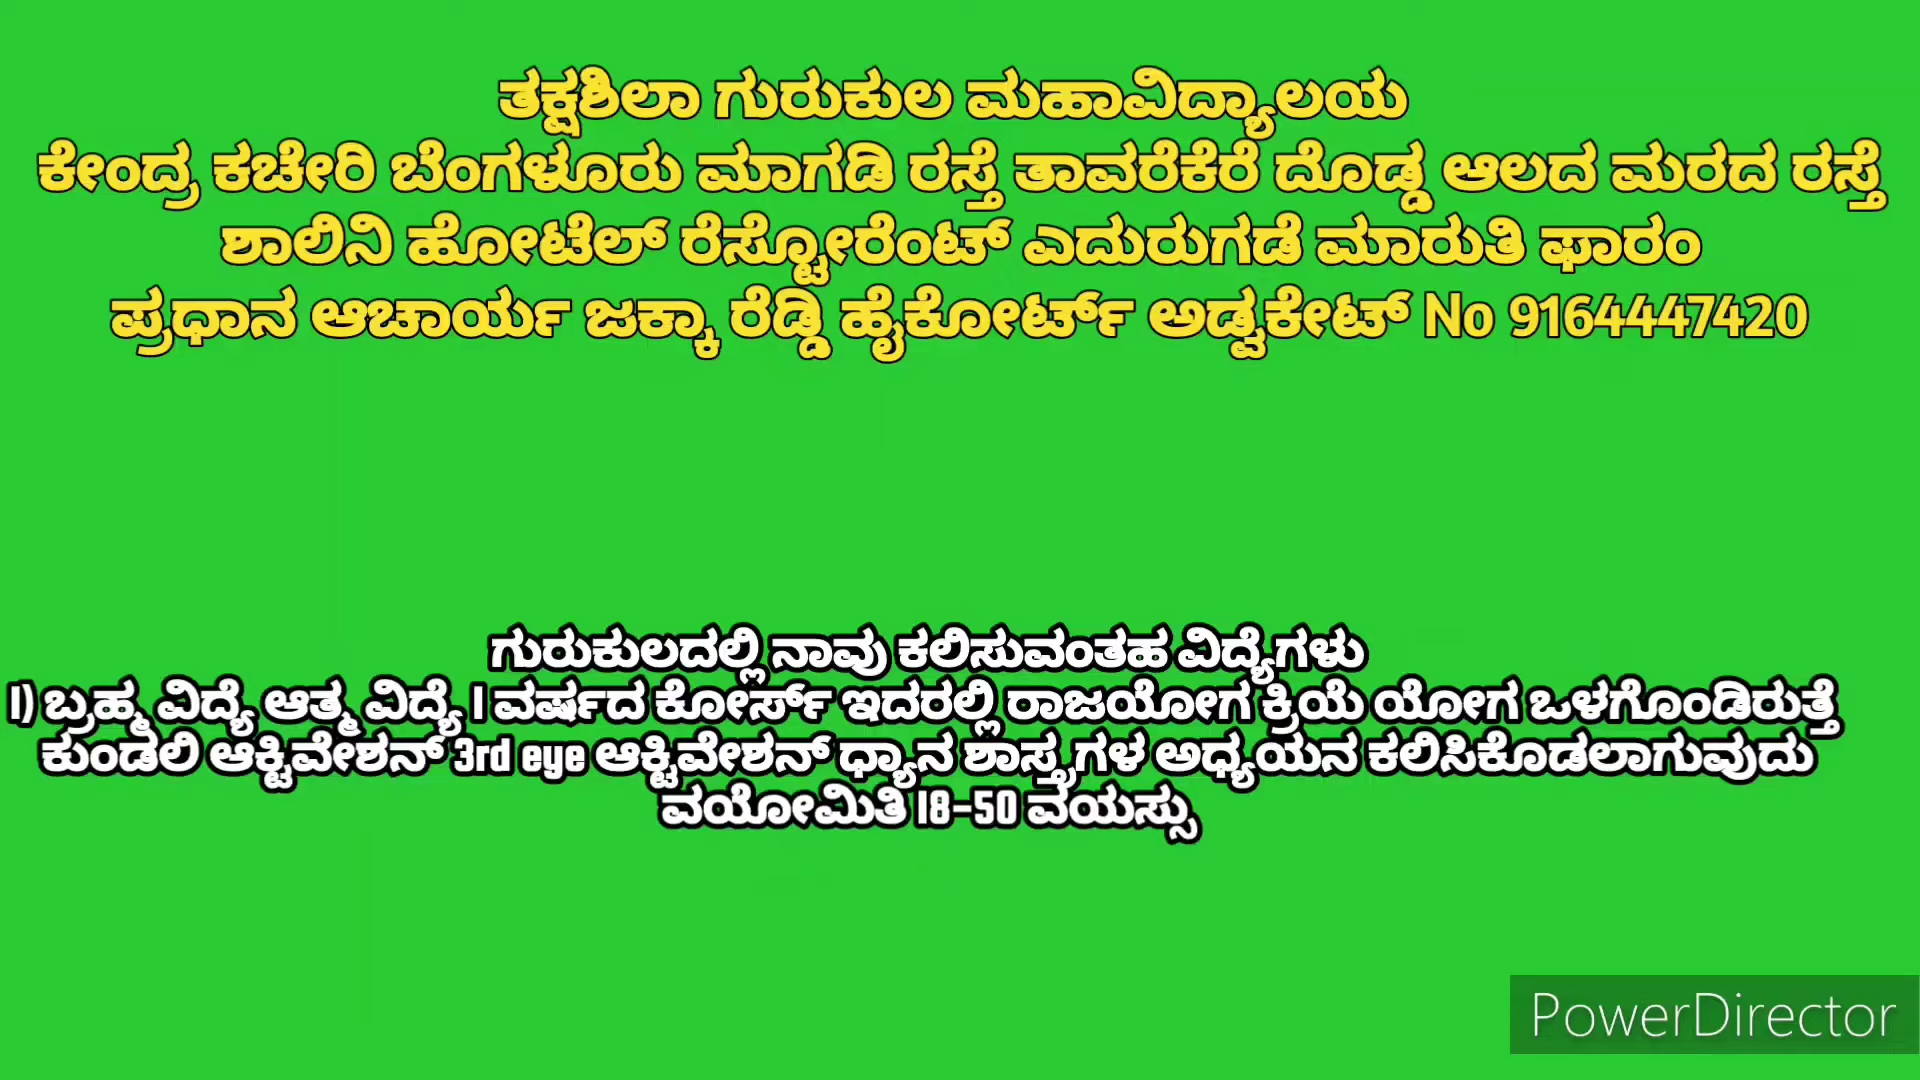 ತಕ್ಷಶಿಲಾ ಗುರುಕುಲ ಮಹಾವಿದ್ಯಾಲಯ
ಕೇಂದ್ರ ಕಚೇರಿ ಬೆಂಗಳೂರು ಮಾಗಡಿ ರಸ್ತೆ ತಾವರೆಕೆರೆ ದೊಡ್ಡ ಆಲದ ಮರದ ರಸ್ತೆ
ಶಾಲಿನಿ ಹೋಟೆಲ್ ರೆಸ್ಟೋರೆಂಟ್ ಎದುರುಗಡೆ ಮಾರುತಿ ಫಾರಂ
ಪ್ರಧಾನ ಆಚಾರ್ಯ ಜಕ್ಕಾ ರೆಡ್ಡಿ ಹೈಕೋರ್ಟ್ ಅಡ್ವಕೇಟ್ No 9164447420
ಗುರುಕುಲದಲ್ಲಿ ನಾವು ಕಲಿಸುವಂತಹ ವಿದ್ಯೆಗಳು
1) ಬ್ರಹ್ಮ ವಿದ್ಯೆ ಆತ್ಮ ವಿದ್ಯೆ 1 ವರ್ಷದ ಕೋರ್ಸ್ ಇದರಲ್ಲಿ ರಾಜಯೋಗ ಕ್ರಿಯೆ ಯೋಗ ಒಳಗೊಂಡಿರುತ್ತೆ
ಕುಂಡಲಿ ಆಕ್ಟಿವೇಶನ್ 3rd eye ಆಕ್ಟಿವೇಶನ್ ಧ್ಯಾನ ಶಾಸ್ತ್ರಗಳ ಅಧ್ಯಯನ ಕಲಿಸಿಕೊಡಲಾಗುವುದು
ವಯೋಮಿತಿ 18-50 ವಯಸ್ಸು
PowerDirector